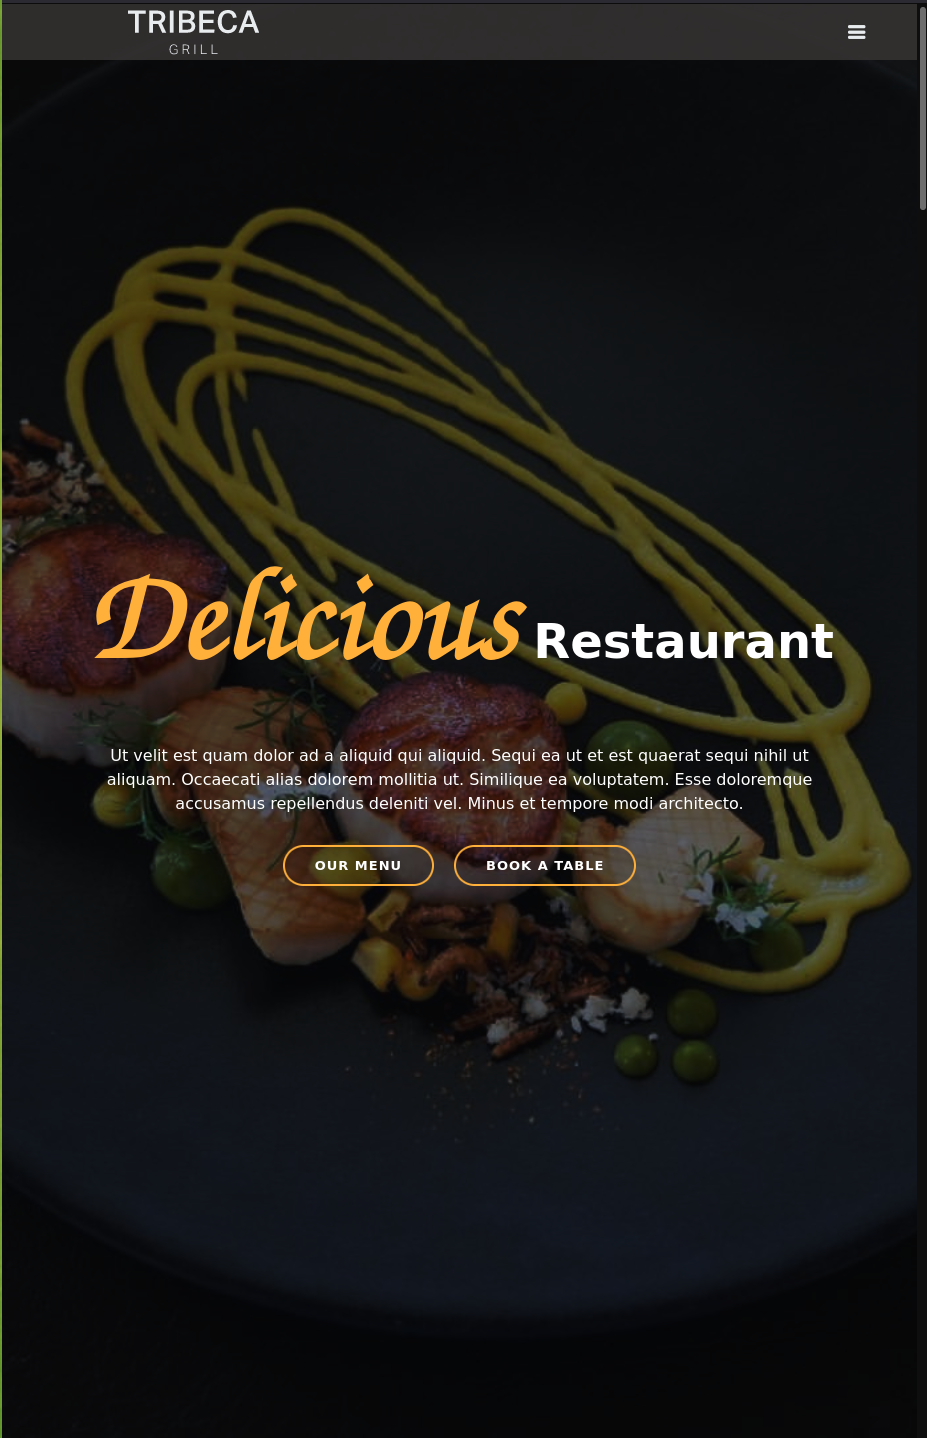 TRIBECA
GRILL
Delicious Restaurant
Ut velit est quam dolor ad a aliquid qui aliquid. Sequi ea ut et est quaerat sequi nihil ut
aliquam. Occaecati alias dolorem mollitia ut. Similique ea voluptatem. Esse doloremque
accusamus repellendus deleniti vel. Minus et tempore modi architecto.
OUR MENU
BOOK A TABLE